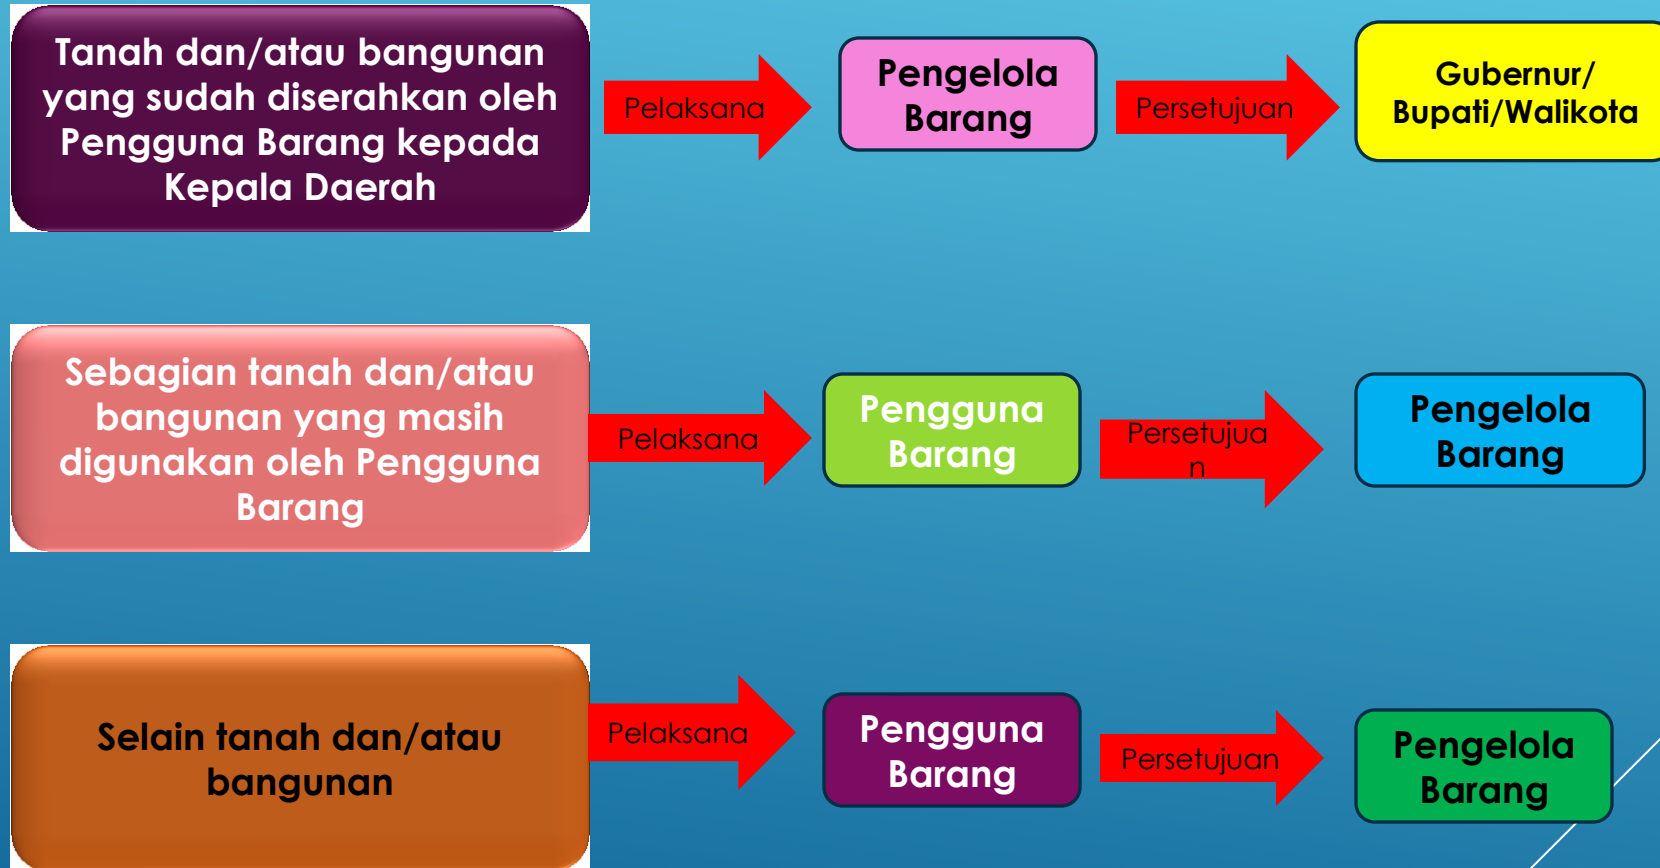 Tanah dan/atau bangunan
yang sudah diserahkan oleh
Pengguna Barang kepada
Kepala Daerah
Pelaksana
Pengelola
Barang
Persetujuan
Gubernur/
Bupati/Walikota
Sebagian tanah dan/atau
bangunan yang masih
digunakan oleh Pengguna
Barang
Pelaksana
Pengguna
Barang
Persetujua
n
Pengelola
Barang
Selain tanah dan/atau
bangunan
Pelaksana
Pengguna
Barang
Persetujuan
Pengelola
Barang